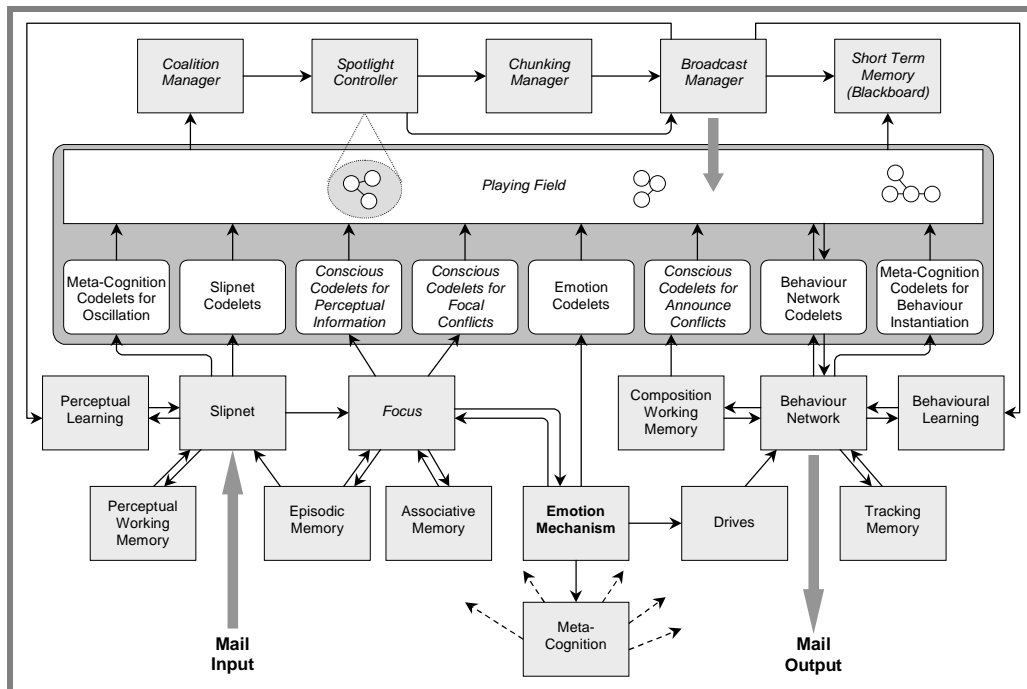 Coalition
Manager
Spotlight
Controller
Chunking
Manager
Broadcast
Manager
Short Term
Memory
(Blackboard)
Playing Field
Meta-Cognition
Codelets for
Oscillation
Slipnet
Codelets
Conscious
Codelets for
Perceptual
Information
Conscious
Codelets for
Focal
Conflicts
Emotion
Codelets
Conscious
Codelets for
Announce
Conflicts
Behaviour
Network
Codelets
Meta-Cognition
Codelets for
Behaviour
Instantiation
Perceptual
Learning
Slipnet
Focus
Composition
Working
Memory
Behaviour
Network
Behavioural
Learning
Perceptual
Working
Memory
Episodic
Memory
Associative
Memory
Emotion
Mechanism
Drives
Tracking
Memory
Meta-
Cognition
Mail
Input
Mail
Output